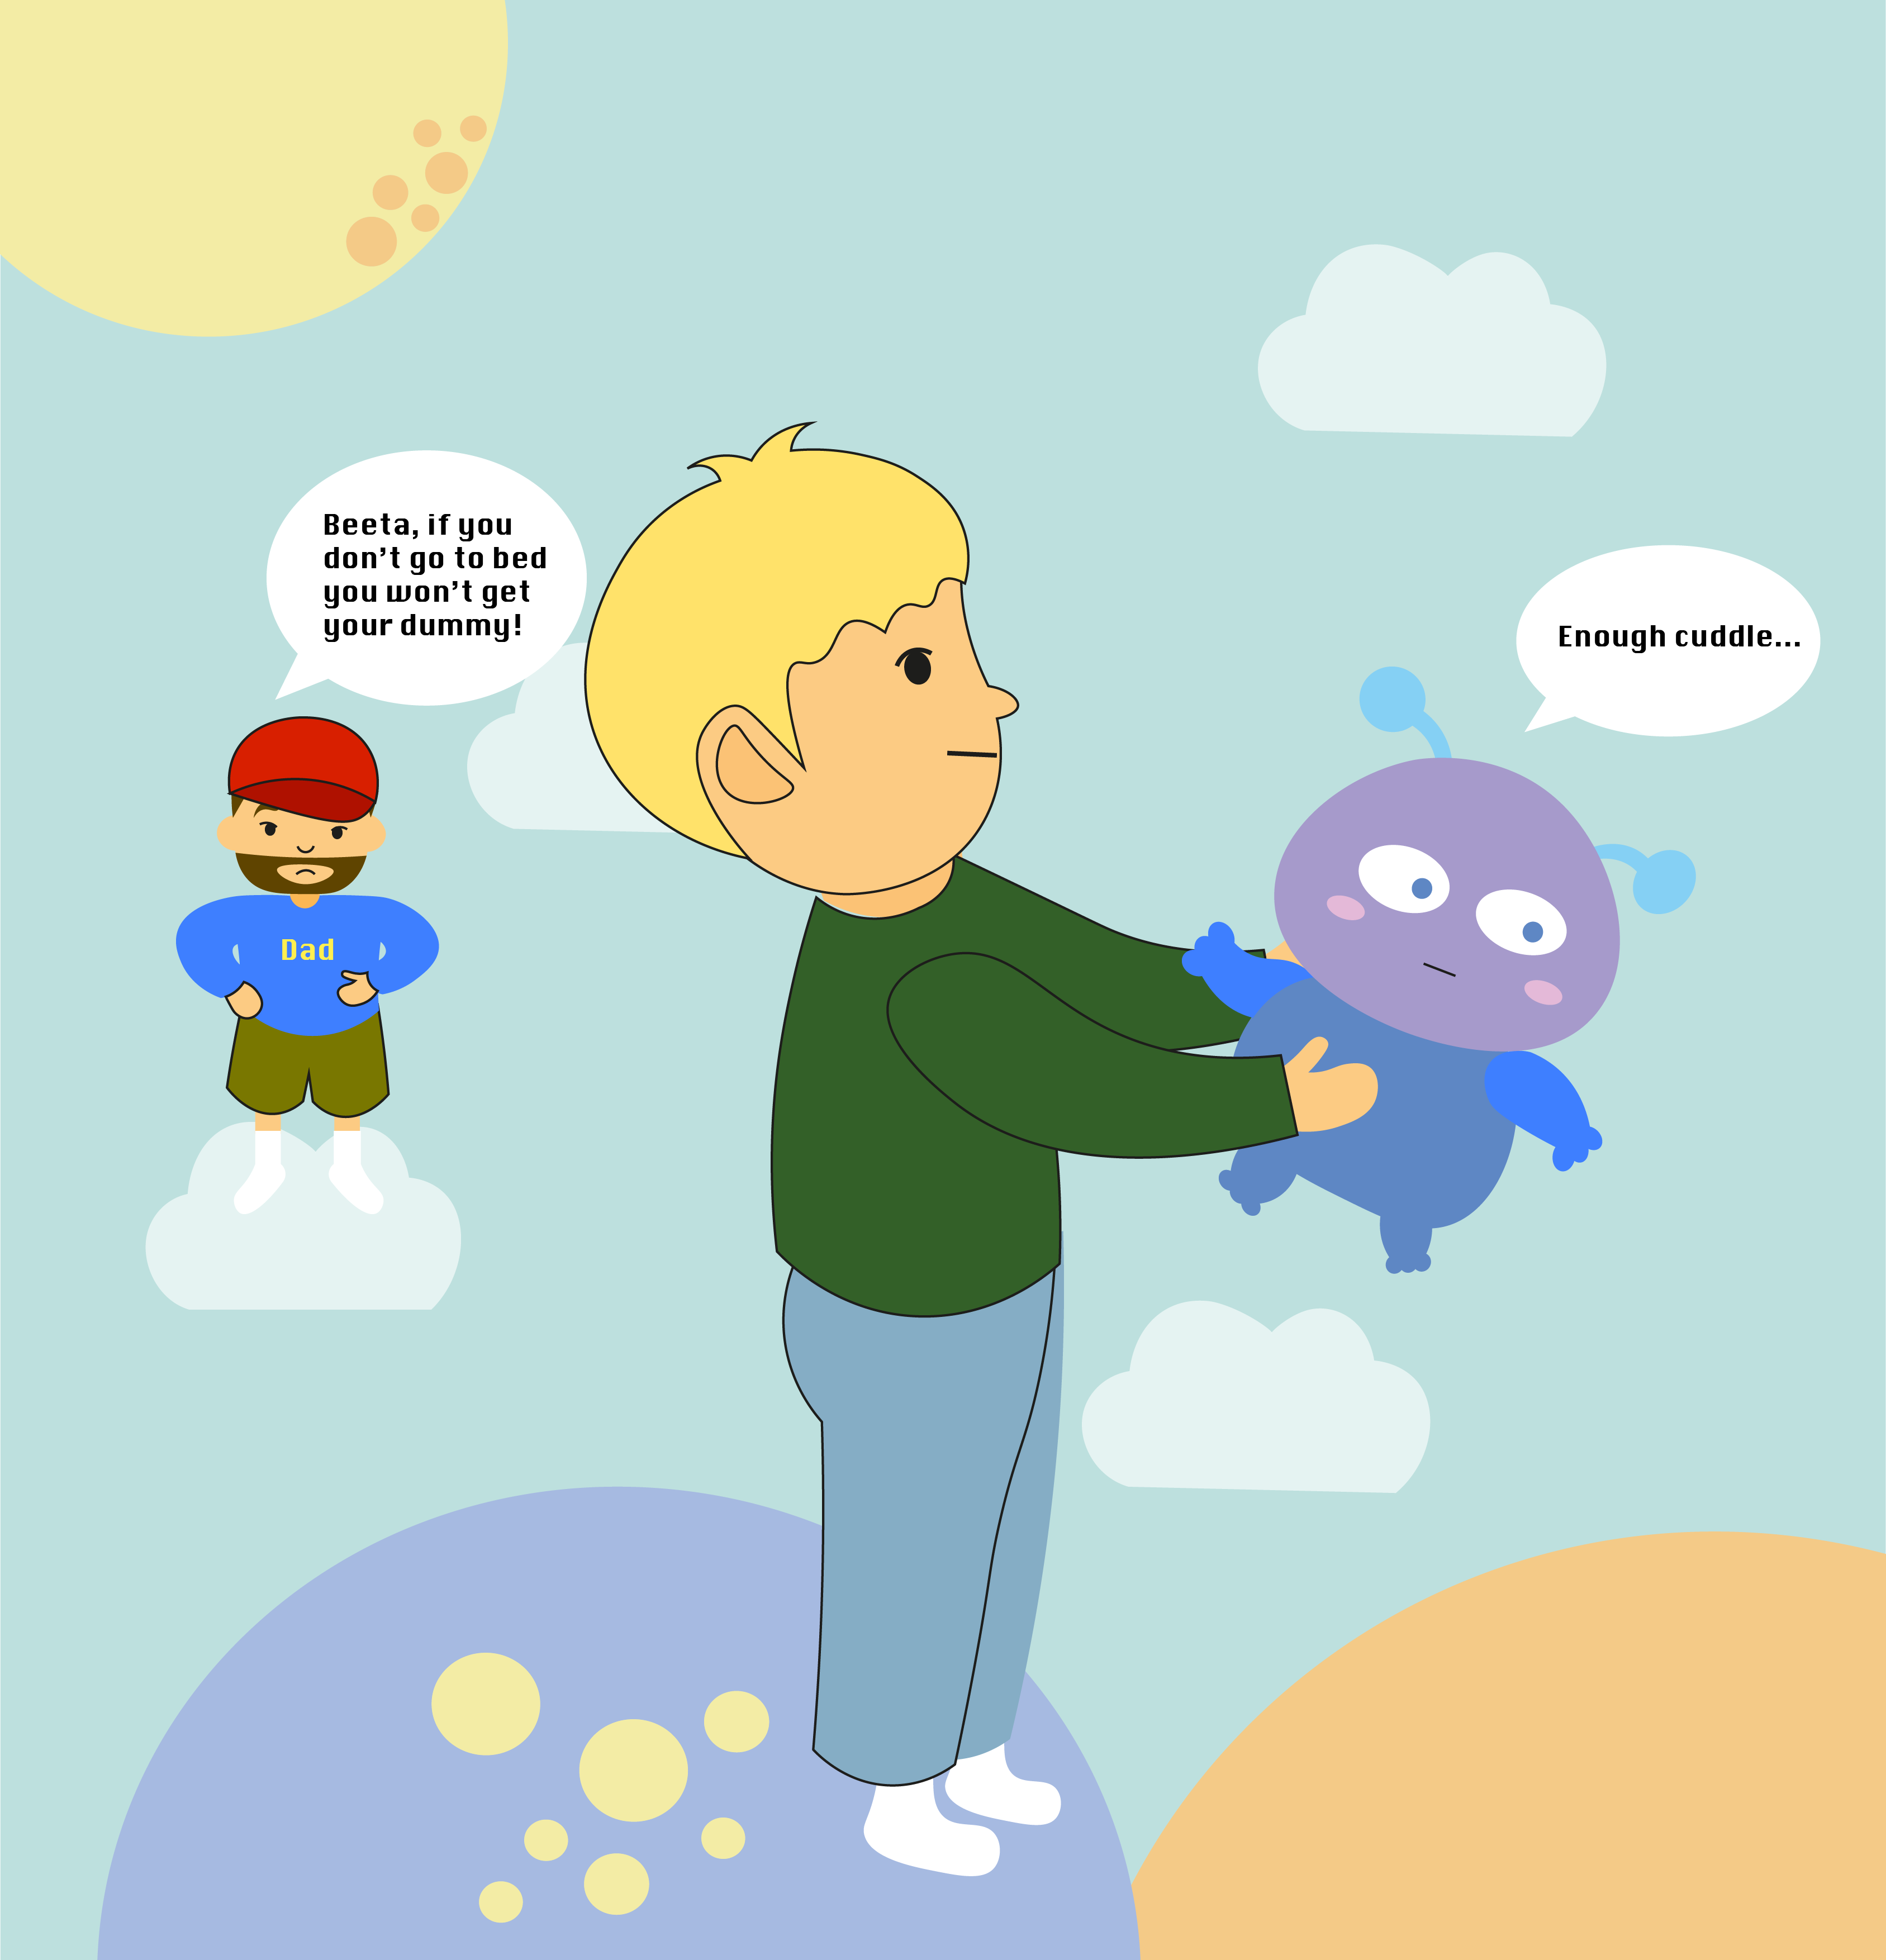 Beeta, if you
don't go to bed
you won't get
your dummy!
Enough cuddle...
Dad